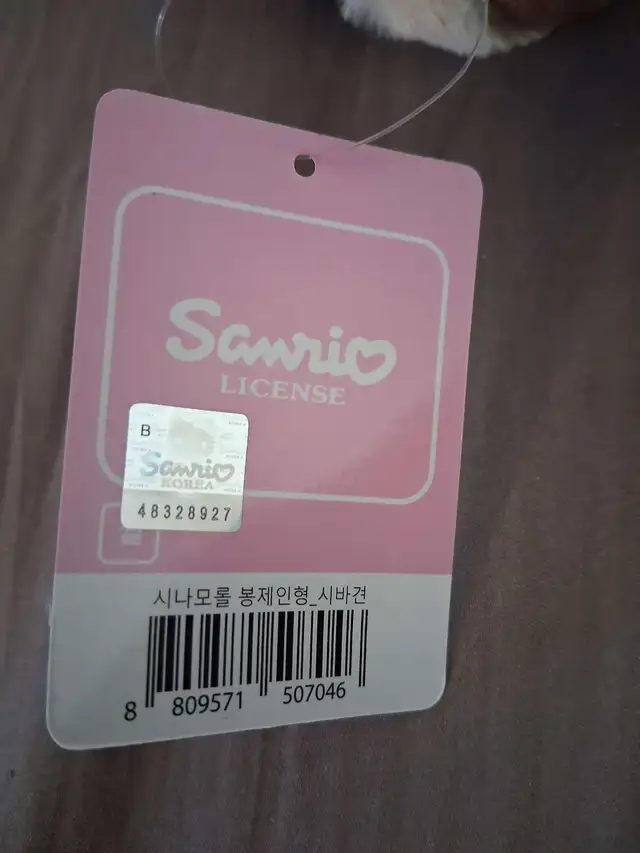 Sanrio
LICENSE
B
Sanrio
KOREA
48328927
시나모롤 봉제인형_시바견
8 809571 507046